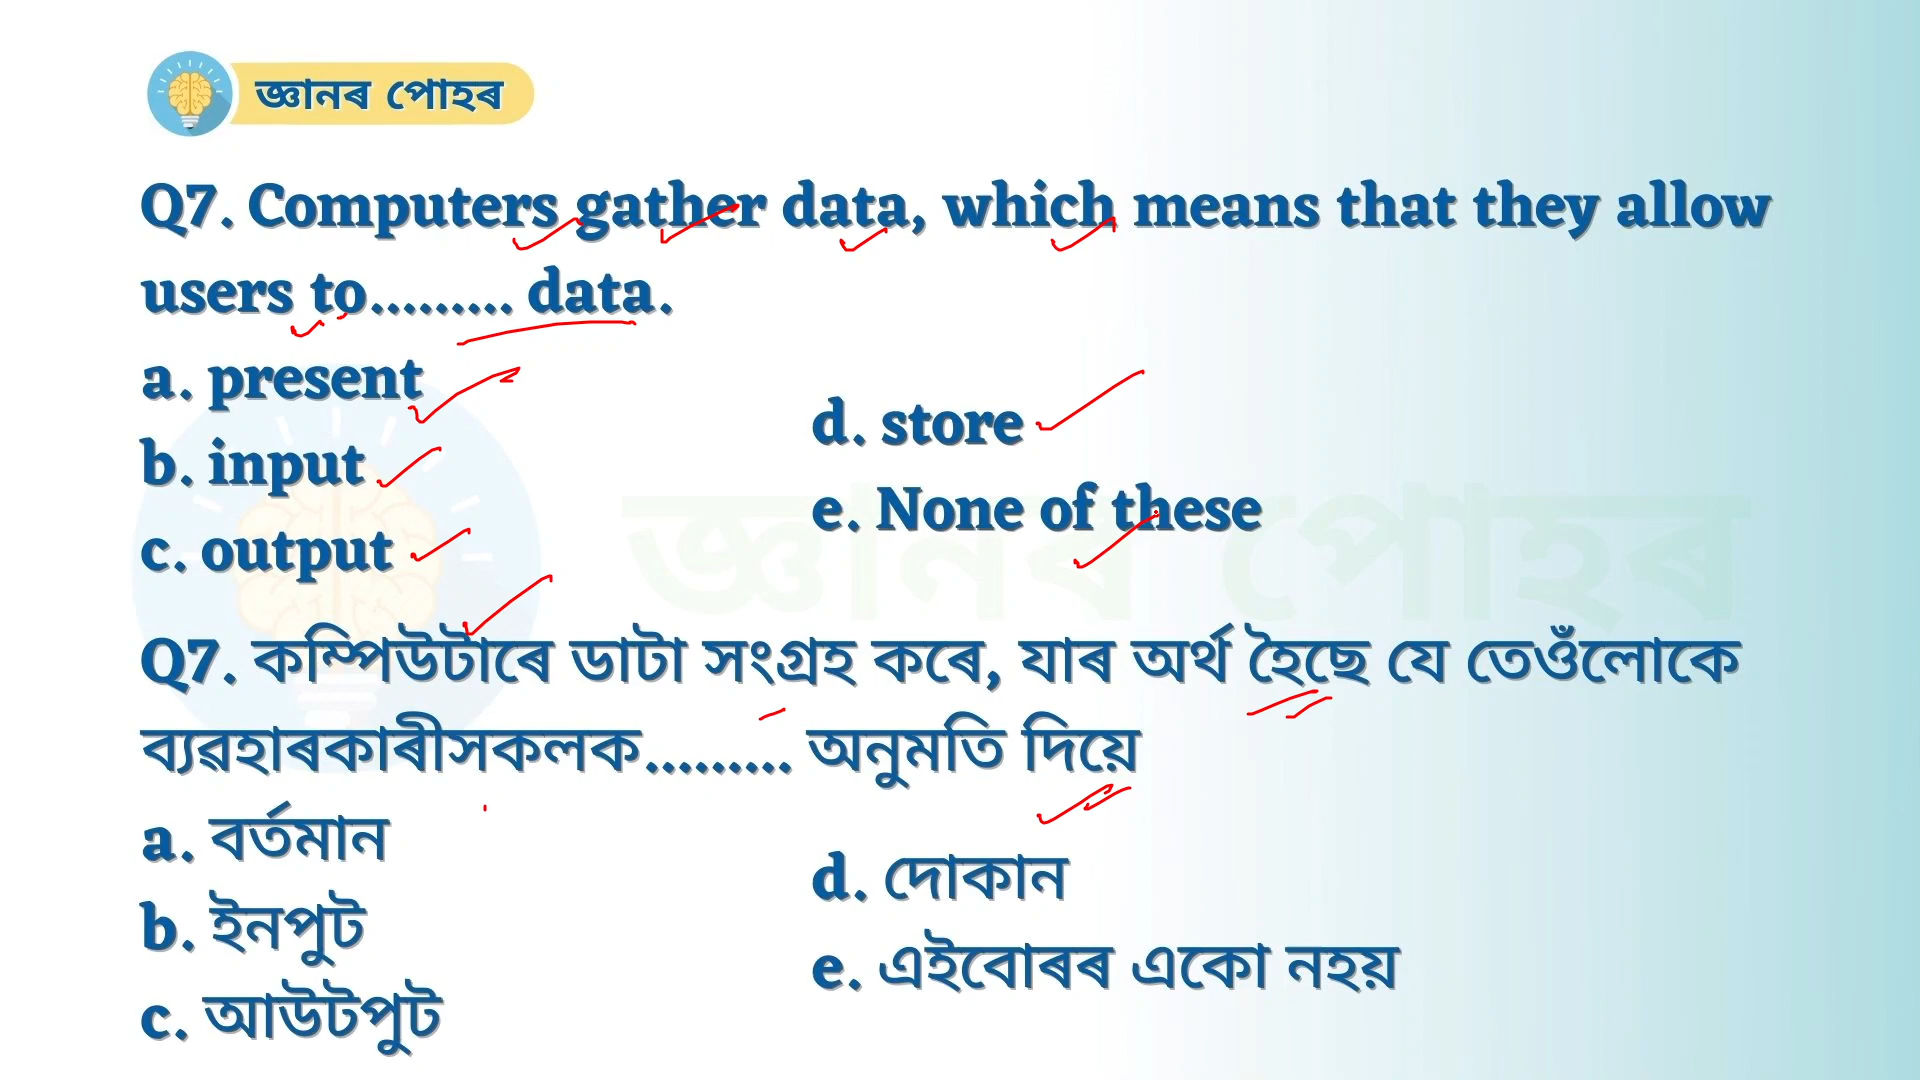 জ্ঞানৰ পোহৰ
Q7. Computers gather data, which means that they allow
users to......... data.
a. present
b. input
c. output
d. store
e. None of these
Q7. কম্পিউটাৰে ডাটা সংগ্ৰহ কৰে, যাৰ অৰ্থ হৈছে যে তেওঁলোকে
ব্যৱহাৰকাৰীসকলক......... অনুমতি দিয়ে
a. বৰ্তমান
b. ইনপুট
c. আউটপুট
d. দোকান
e. এইবোৰৰ একো নহয়
জ্ঞানৰ পোহৰ